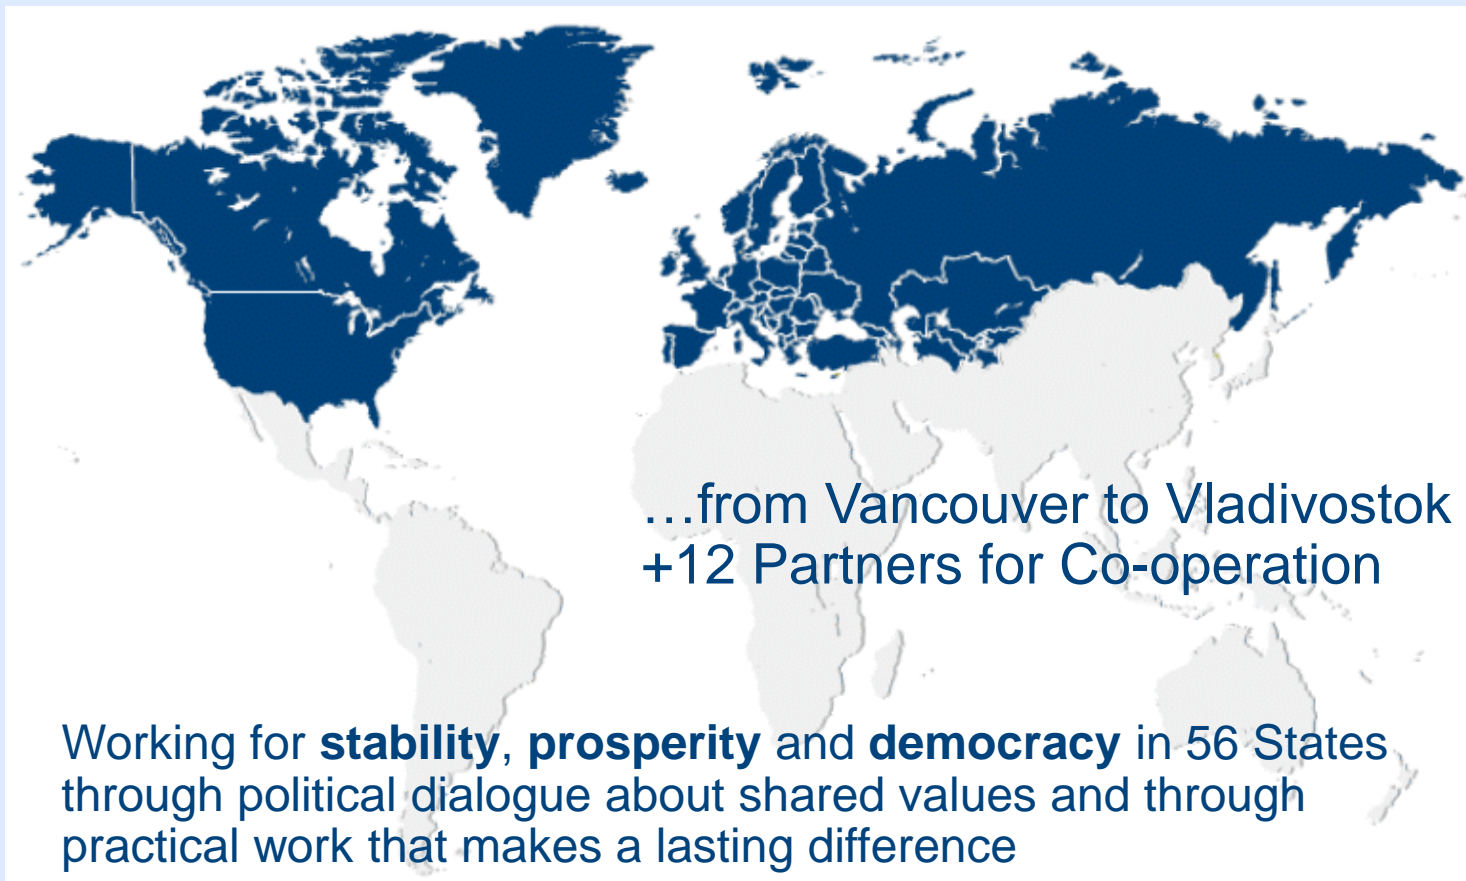 …from Vancouver to Vladivostok
+12 Partners for Co-operation
Working for stability, prosperity and democracy in 56 States
through political dialogue about shared values and through
practical work that makes a lasting difference